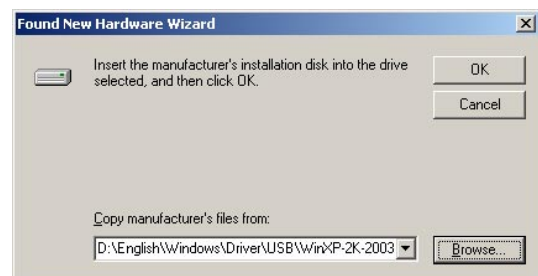 Found New Hardware Wizard
Insert the manufacturer's installation disk into the drive
selected, and then click OK.
OK
Cancel
Copy manufacturer's files from:
D:\English\Windows\Driver\USB\WinXP-2K-2003
Browse...